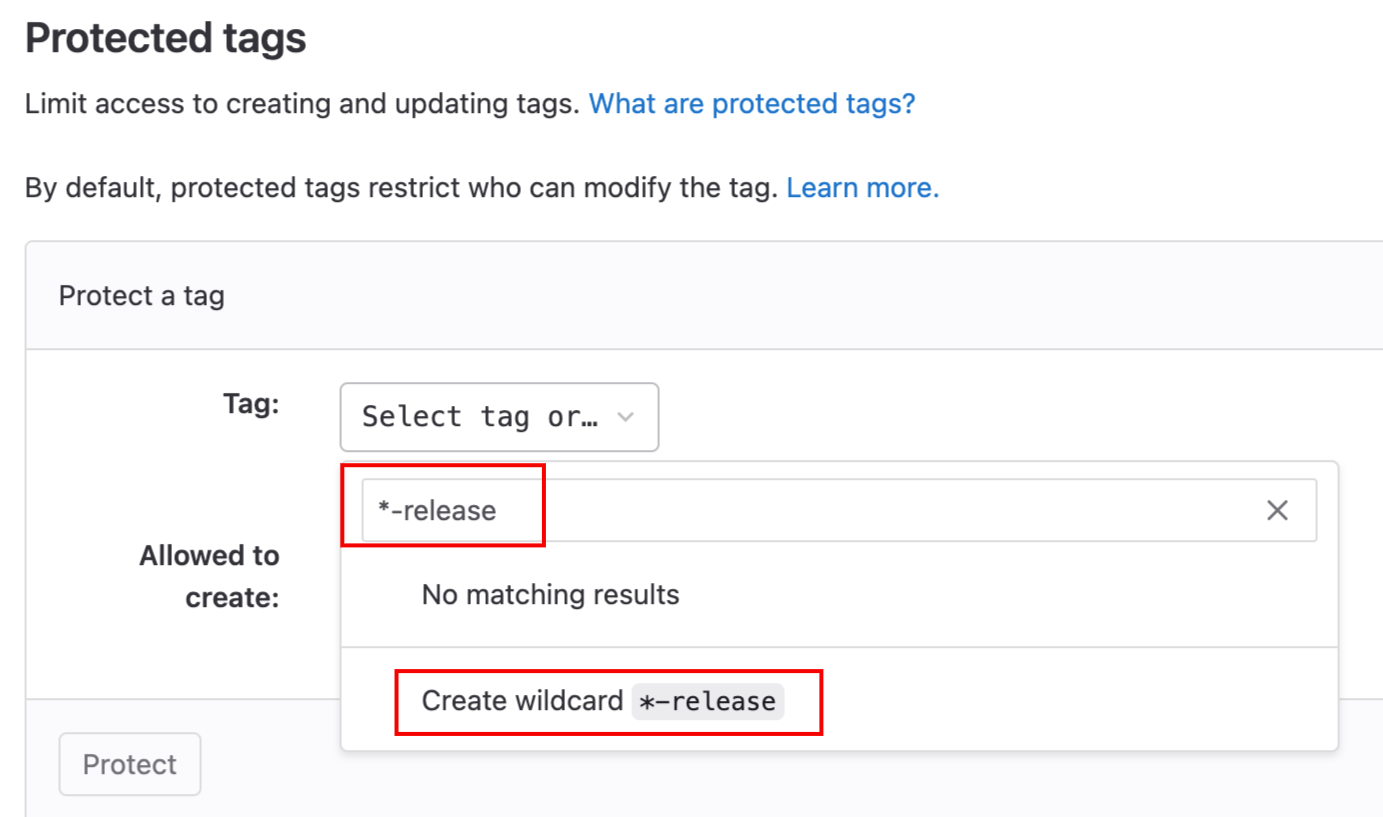 Protected tags
Limit access to creating and updating tags. What are protected tags?
By default, protected tags restrict who can modify the tag. Learn more.
Protect a tag
Tag:
Select tag or…
*-release
Allowed to
create:
No matching results
Create wildcard *-release
Protect